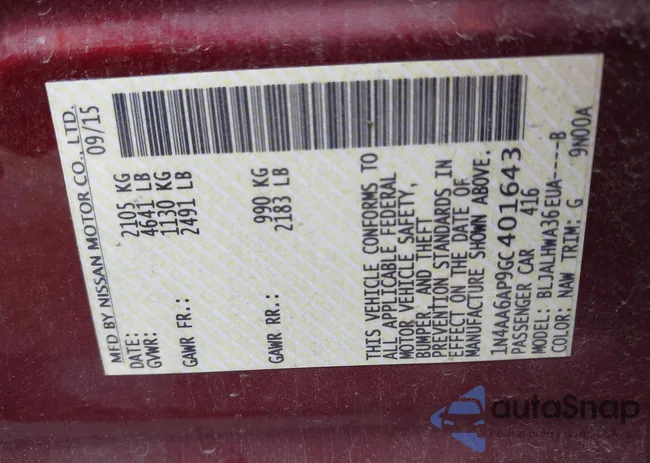 MFD BY NISSAN MOTOR CO., LTD.
DATE: 09/15
GVWR: 2105 KG
4641 LB
GAWR FR.: 1130 KG
2491 LB
GAWR RR.: 990 KG
2183 LB
THIS VEHICLE CONFORMS TO
ALL APPLICABLE FEDERAL
MOTOR VEHICLE SAFETY,
BUMPER, AND THEFT
PREVENTION STANDARDS IN
EFFECT ON THE DATE OF
MANUFACTURE SHOWN ABOVE.
1N4AA6AP9GC401643
PASSENGER CAR 416
MODEL: BLJALHWA36EUA----B
COLOR: NAW TRIM: G 9N00A
autoSnap